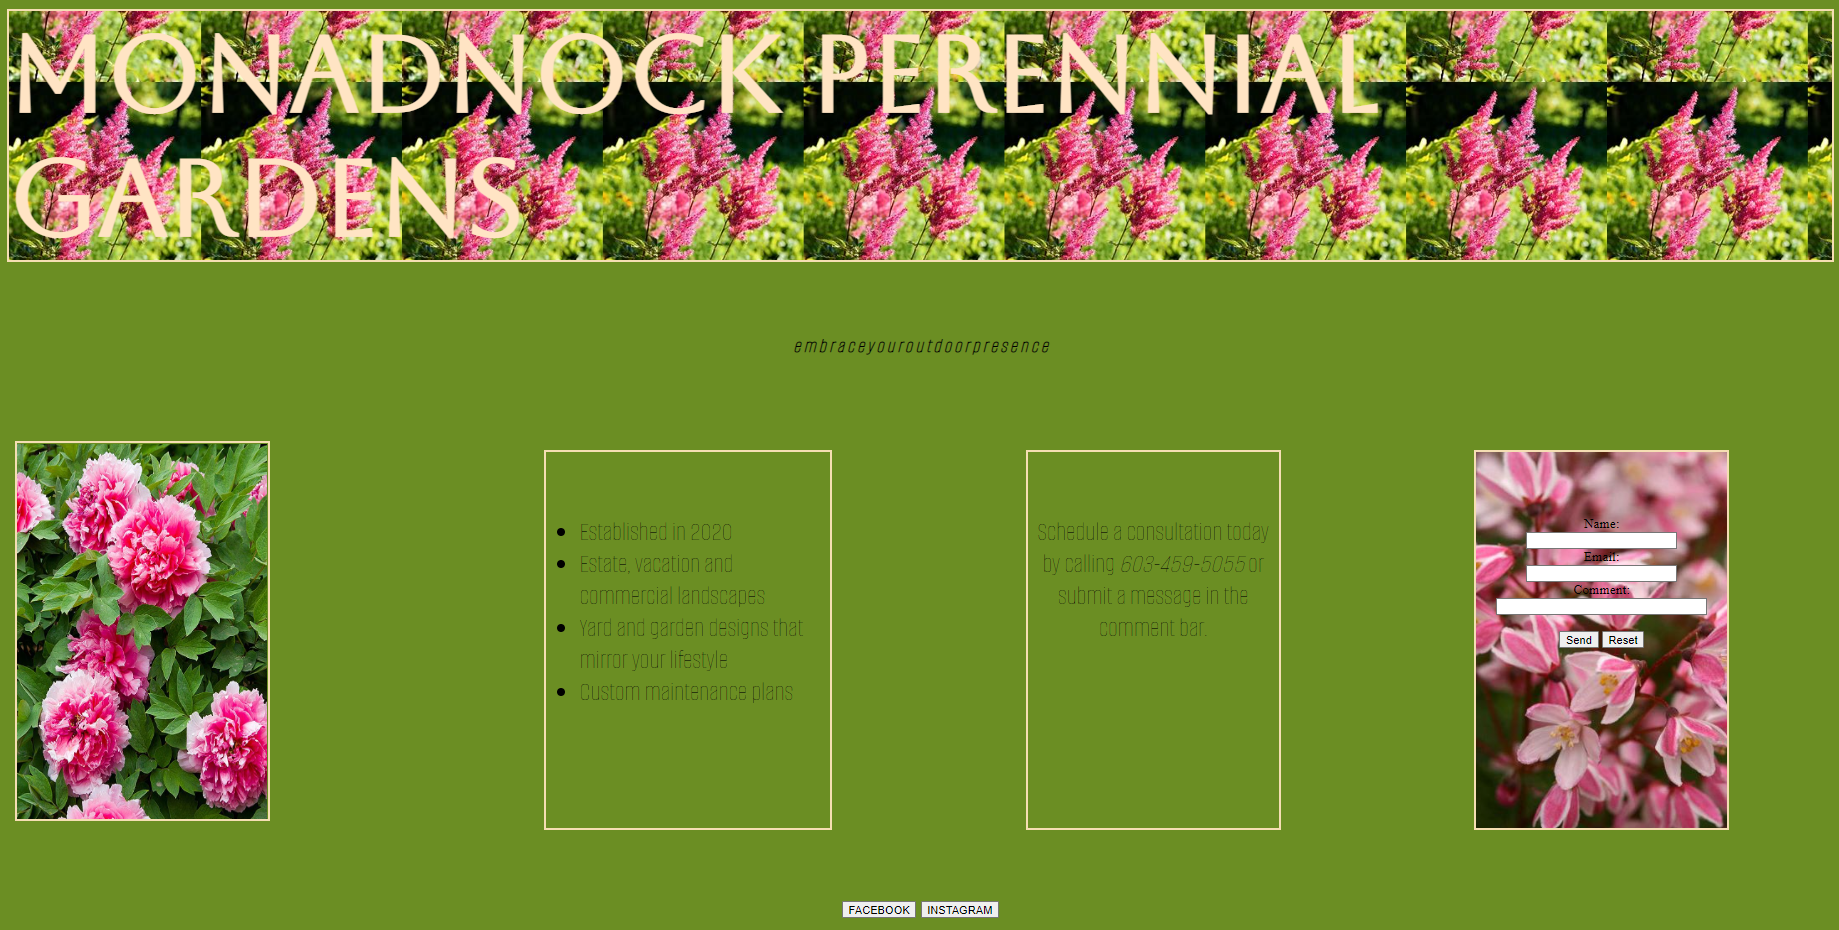 MONADNOCK PERENNIAL
GARDENS
embraceyouroutdoorpresence
Established in 2020
Estate, vacation and
commercial landscapes
Yard and garden designs that
mirror your lifestyle
Custom maintenance plans
Schedule a consultation today
by calling 603-459-5055 or
submit a message in the
comment bar.
Name:
Email:
Comment:
Send Reset
FACEBOOK INSTAGRAM